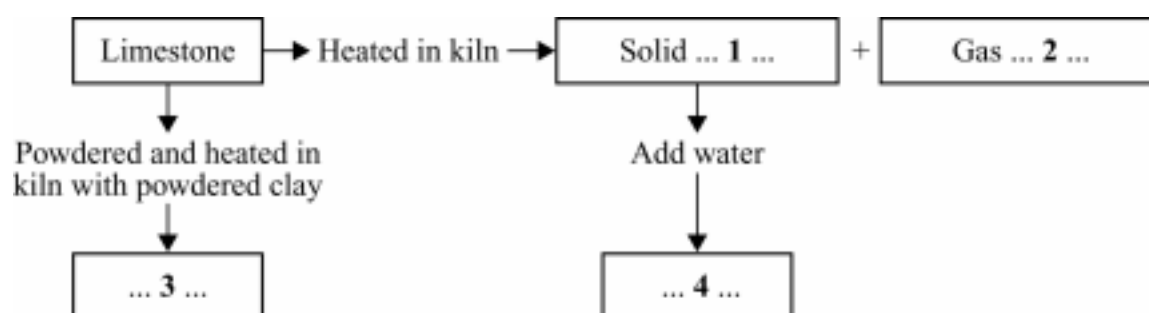 Limestone
Heated in kiln
Solid ... 1 ...
+
Gas ... 2 ...
Powdered and heated in
kiln with powdered clay
Add water
... 3 ...
... 4 ...